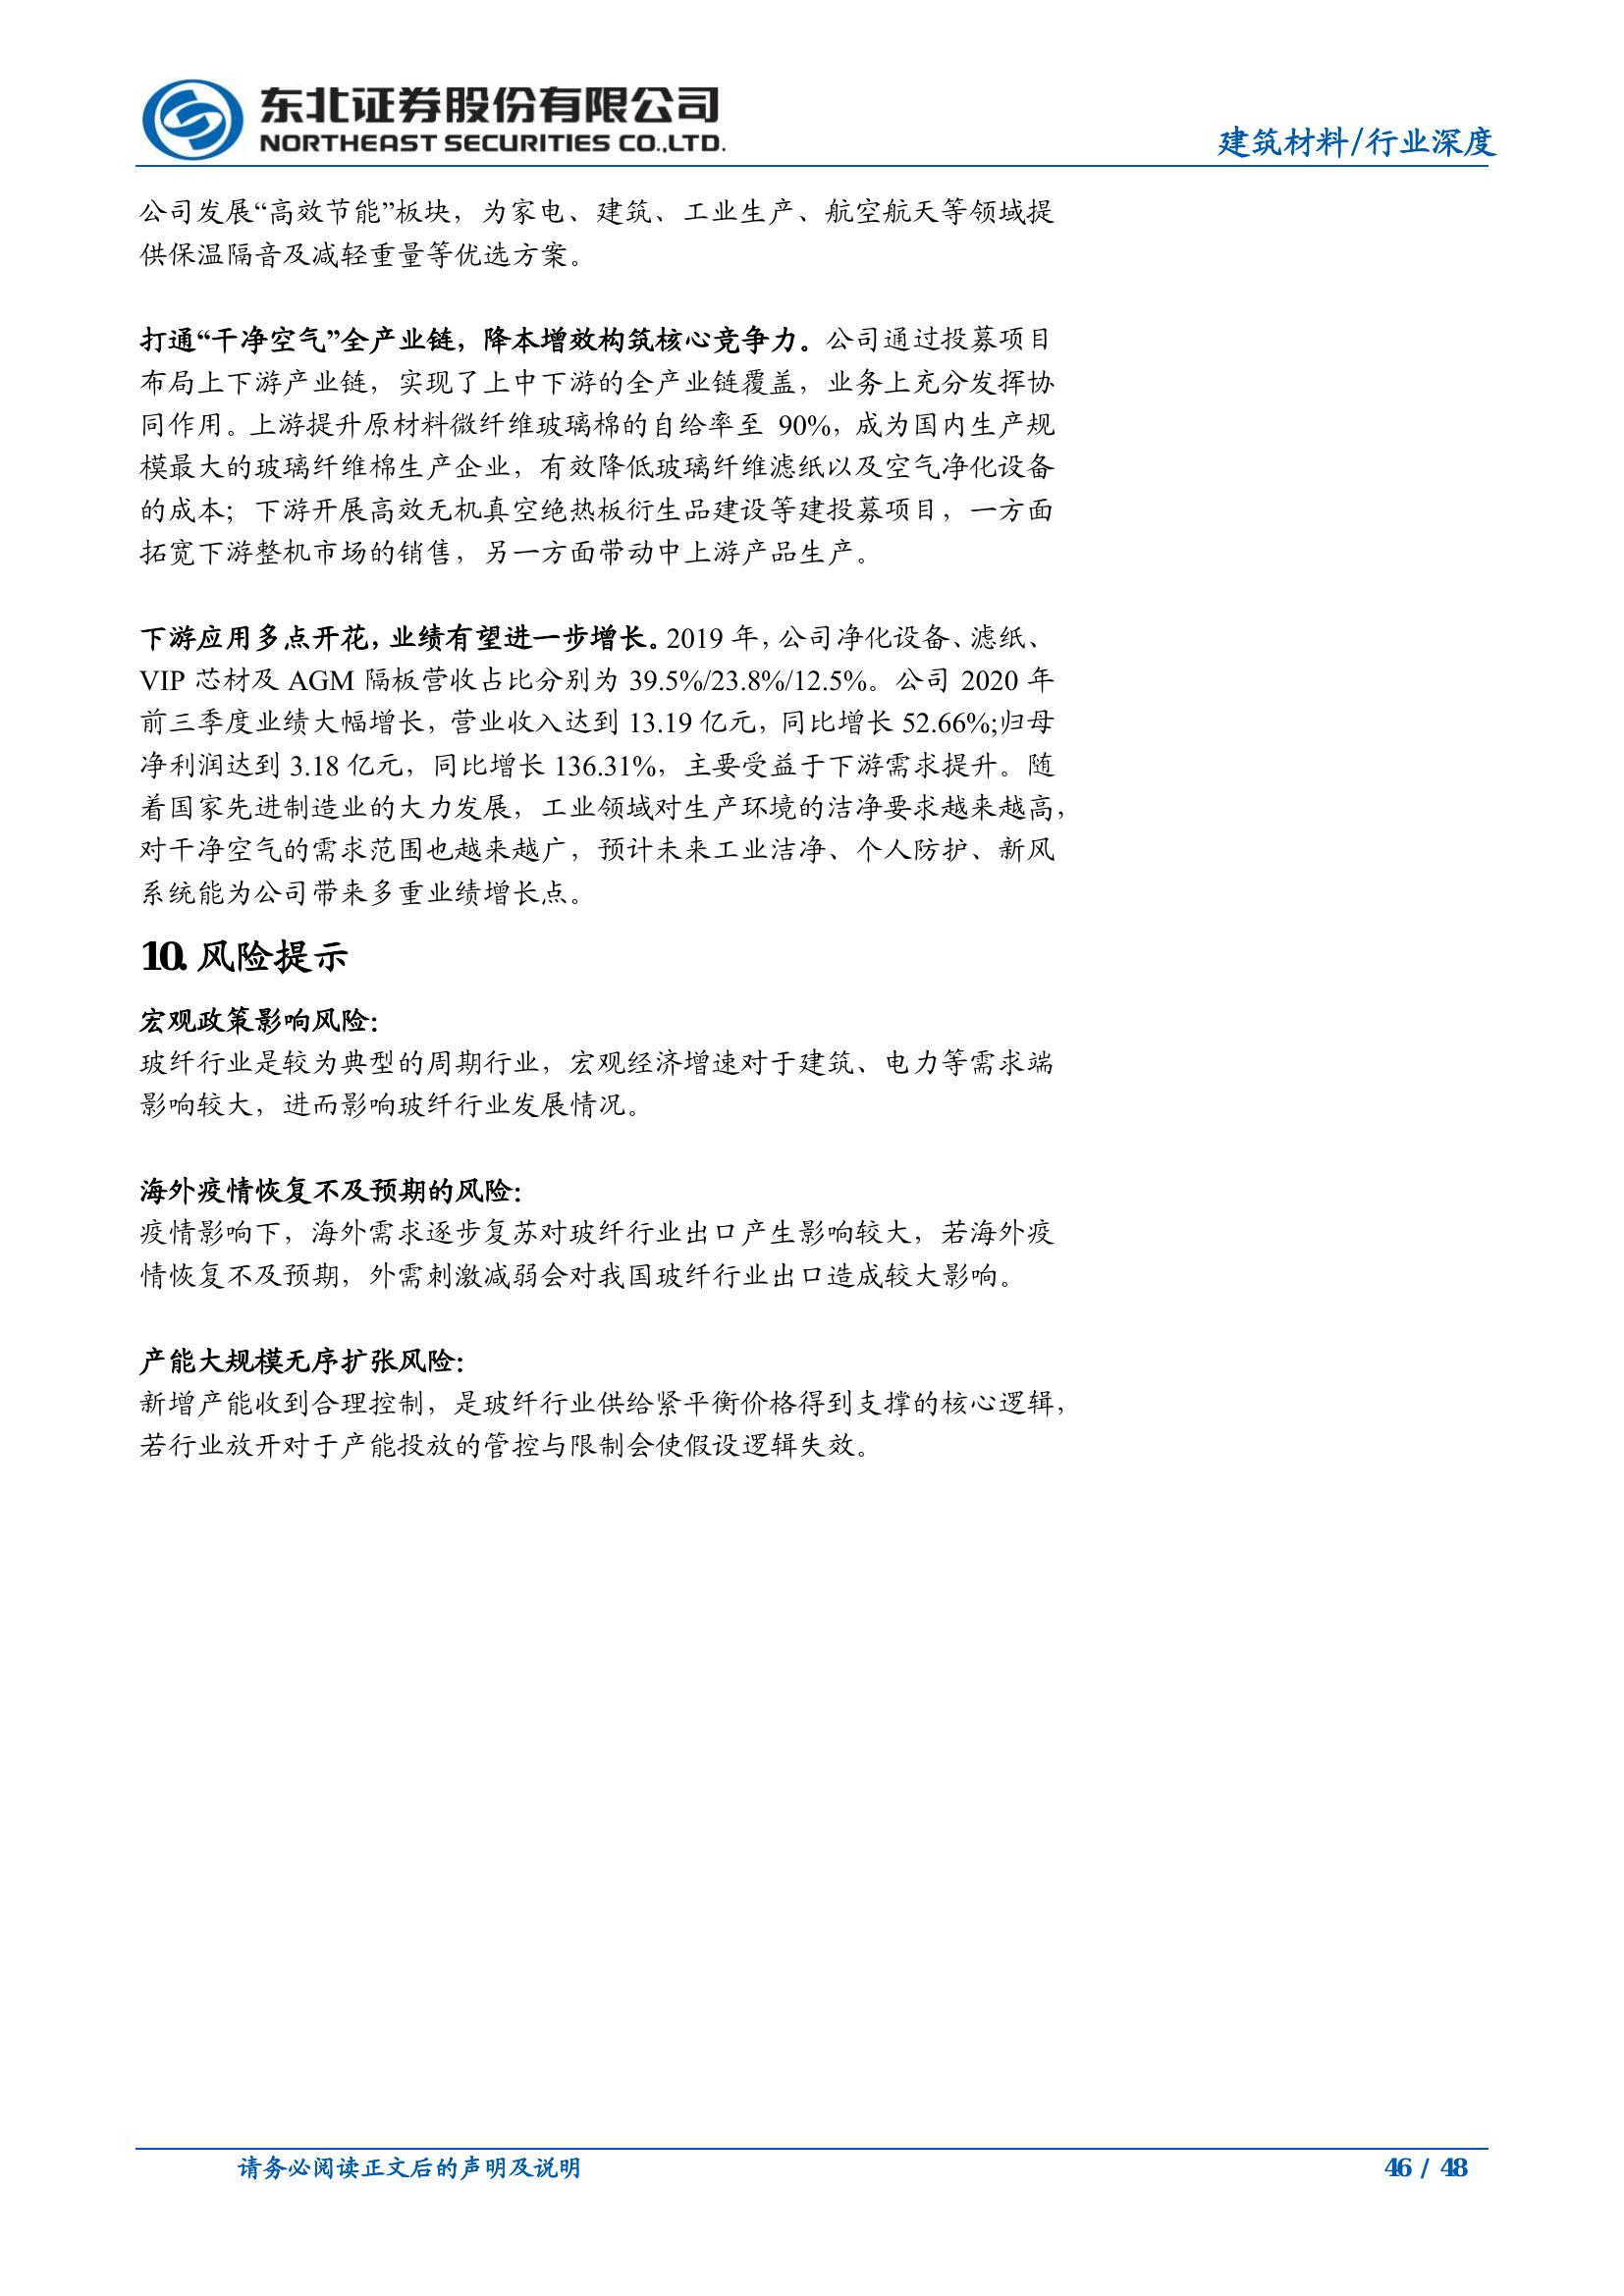 东北证券股份有限公司
NORTHEAST SECURITIES CO.,LTD.
建筑材料/行业深度
公司发展“高效节能”板块，为家电、建筑、工业生产、航空航天等领域提
供保温隔音及减轻重量等优选方案。
打通“干净空气”全产业链，降本增效构筑核心竞争力。公司通过投募项目
布局上下游产业链，实现了上中下游的全产业链覆盖，业务上充分发挥协
同作用。上游提升原材料微纤维玻璃棉的自给率至 90%，成为国内生产规
模最大的玻璃纤维棉生产企业，有效降低玻璃纤维滤纸以及空气净化设备
的成本；下游开展高效无机真空绝热板衍生品建设等建投募项目，一方面
拓宽下游整机市场的销售，另一方面带动中上游产品生产。
下游应用多点开花，业绩有望进一步增长。2019 年，公司净化设备、滤纸、
VIP 芯材及 AGM 隔板营收占比分别为 39.5%/23.8%/12.5%。公司 2020 年
前三季度业绩大幅增长，营业收入达到 13.19 亿元，同比增长 52.66%;归母
净利润达到 3.18 亿元，同比增长 136.31%，主要受益于下游需求提升。随
着国家先进制造业的大力发展，工业领域对生产环境的洁净要求越来越高，
对干净空气的需求范围也越来越广，预计未来工业洁净、个人防护、新风
系统能为公司带来多重业绩增长点。
10. 风险提示
宏观政策影响风险：
玻纤行业是较为典型的周期行业，宏观经济增速对于建筑、电力等需求端
影响较大，进而影响玻纤行业发展情况。
海外疫情恢复不及预期的风险：
疫情影响下，海外需求逐步复苏对玻纤行业出口产生影响较大，若海外疫
情恢复不及预期，外需刺激减弱会对我国玻纤行业出口造成较大影响。
产能大规模无序扩张风险：
新增产能收到合理控制，是玻纤行业供给紧平衡价格得到支撑的核心逻辑，
若行业放开对于产能投放的管控与限制会使假设逻辑失效。
请务必阅读正文后的声明及说明
46 / 48